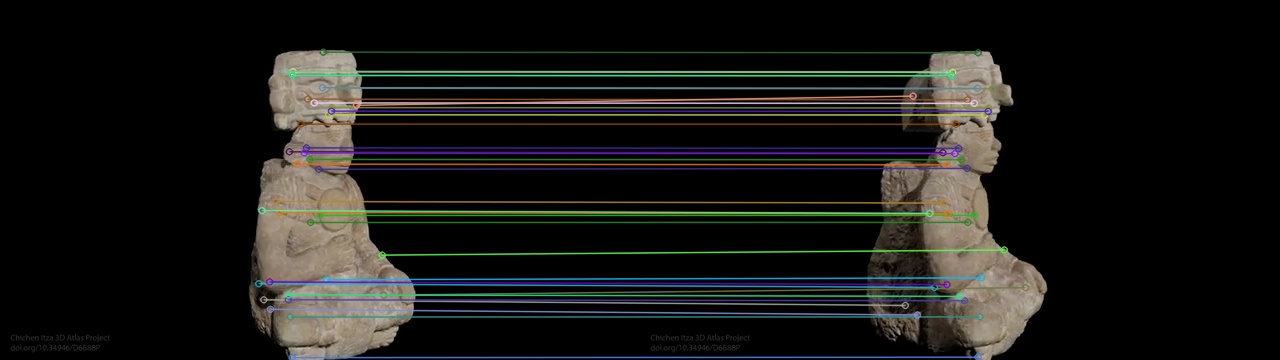 Chichen Itza 3D Atlas Project
doi.org/10.34946/D6B88P
Chichen Itza 3D Atlas Project
doi.org/10.34946/D6B88P